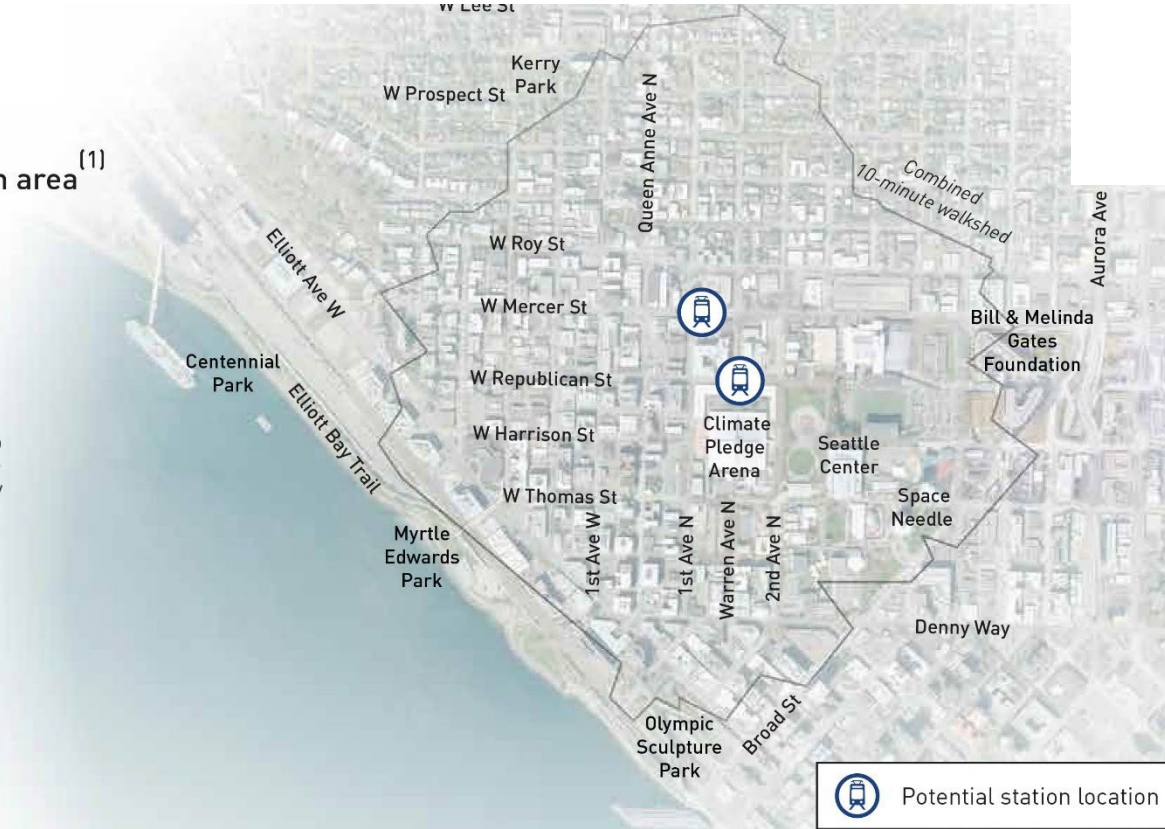 W Lee St
Kerry
Park
W Prospect St
Queen Anne Ave N
n area(1)
Combined
10-minute walkshed
Aurora Ave
Elliott Ave W
W Roy St
W Mercer St
Bill & Melinda
Gates
Foundation
Centennial
Park
W Republican St
Elliott Bay Trail
Climate
Pledge
Arena
W Harrison St
Seattle
Center
W Thomas St
Space
Needle
Myrtle
Edwards
Park
1st Ave W
1st Ave N
Warren Ave N
2nd Ave N
Denny Way
Olympic
Sculpture
Park
Broad St
Potential station location